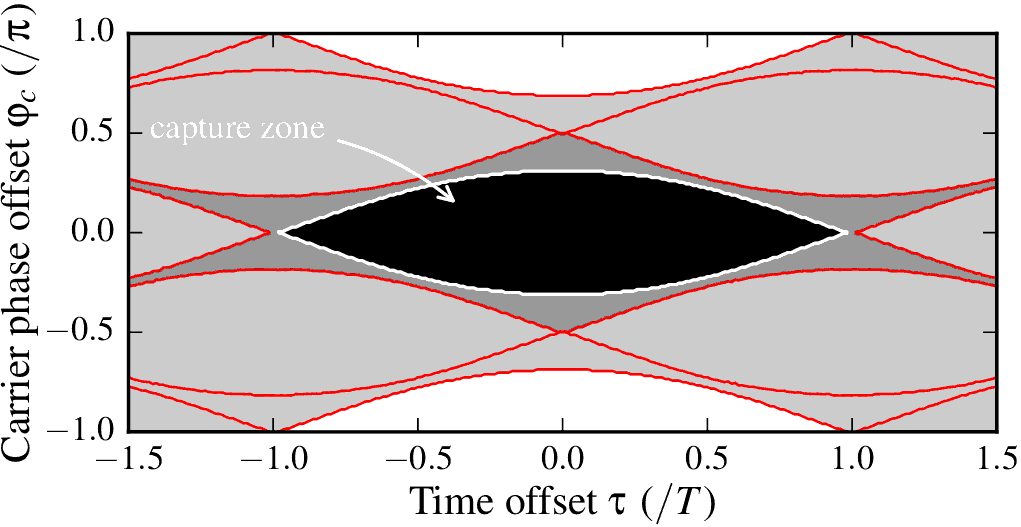 Carrier phase offset φc (/π)
1.0
0.5
0.0
−0.5
−1.0
capture zone
−1.5 −1.0 −0.5 0.0 0.5 1.0 1.5
Time offset τ (/T)